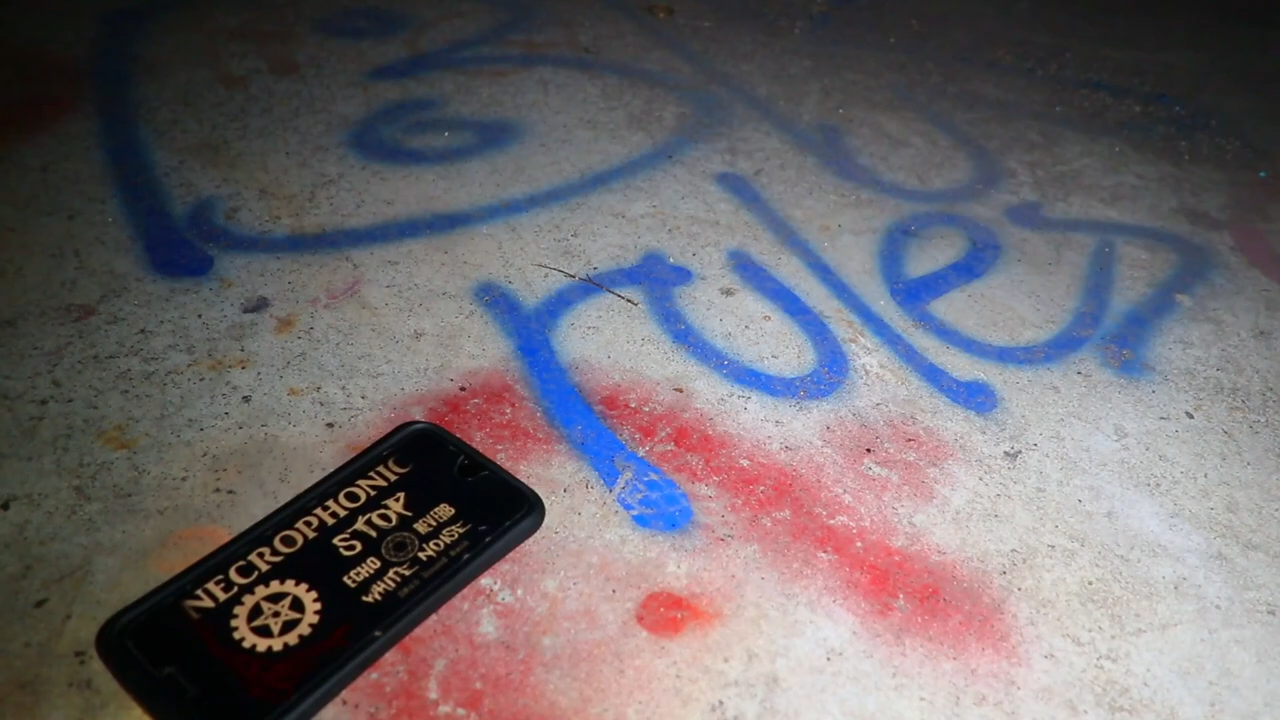 rules
NECROPHONIC
STOP
ECHO REVERB
WHITE NOISE